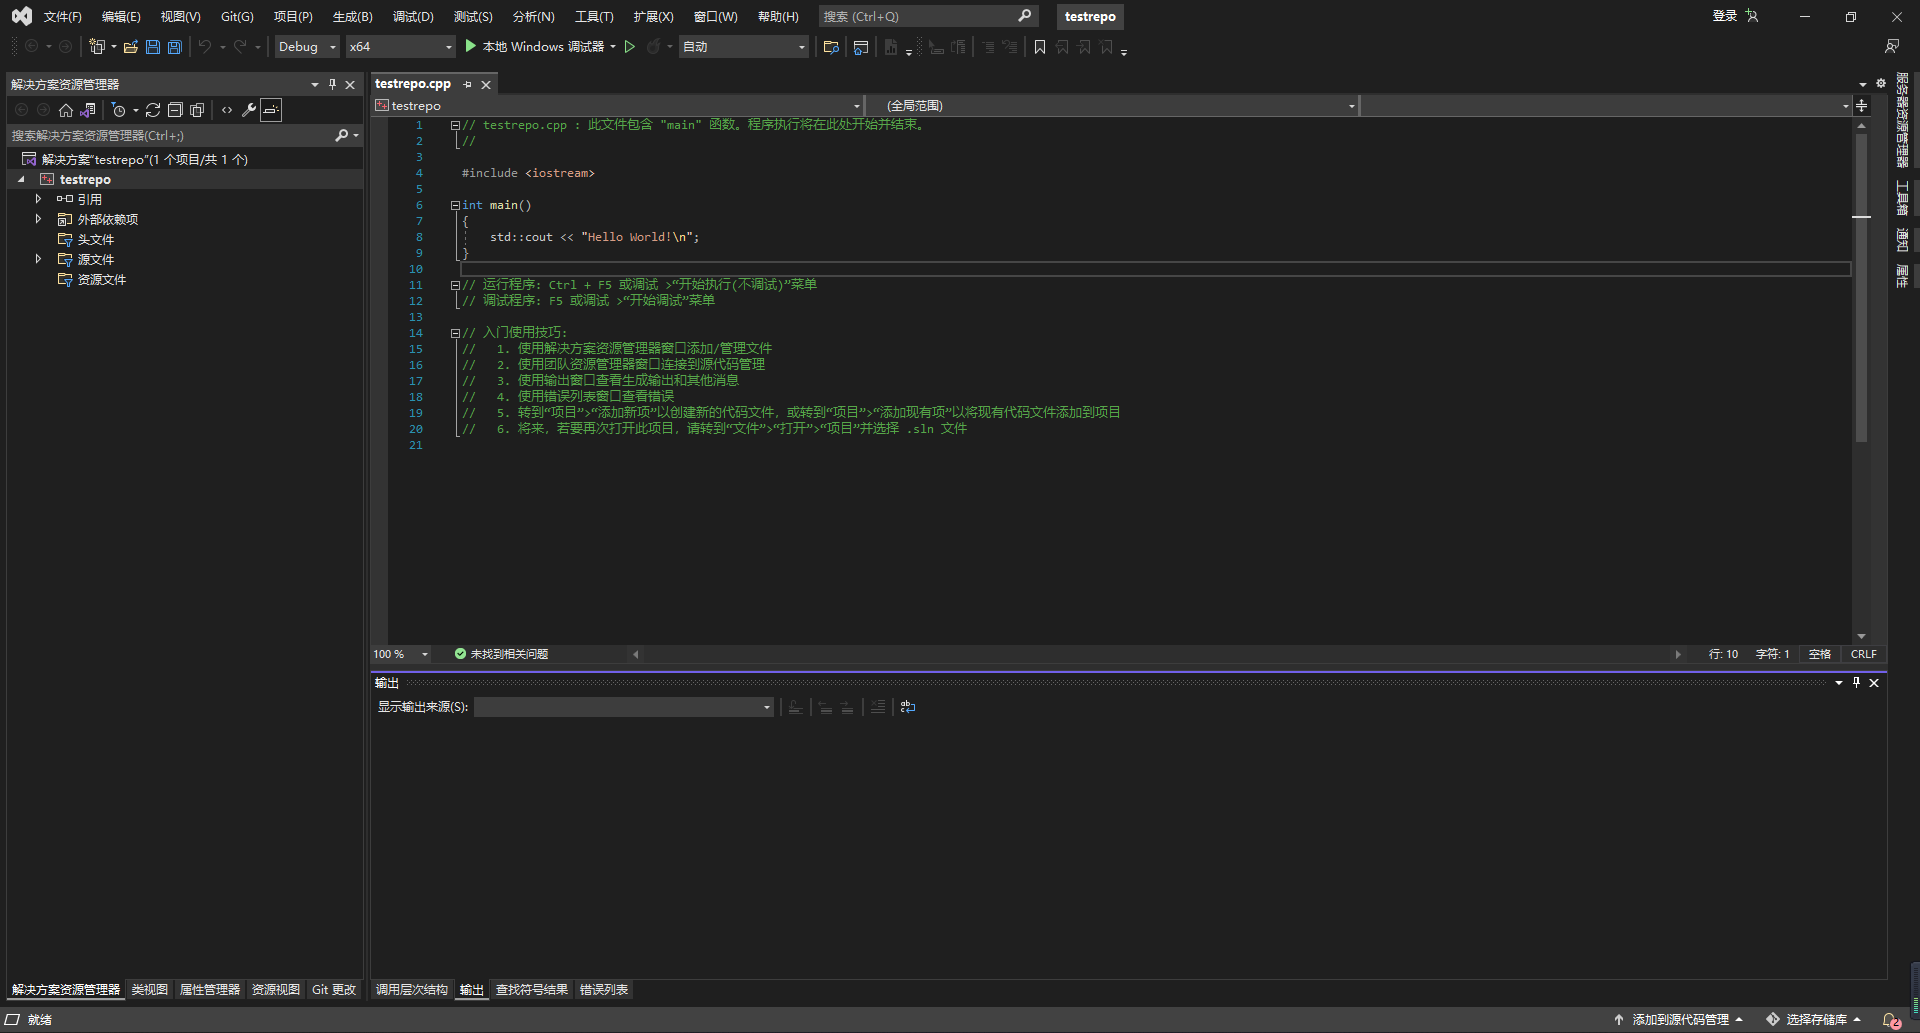 文件(F) 编辑(E) 视图(V) Git(G) 项目(P) 生成(B) 调试(D) 测试(S) 分析(N) 工具(T) 扩展(X) 窗口(W) 帮助(H) 搜索 (Ctrl+Q) testrepo 登录
Debug x64 本地 Windows 调试器 自动
解决方案资源管理器
搜索解决方案资源管理器(Ctrl+;)
解决方案"testrepo"(1 个项目/共 1 个)
testrepo
引用
外部依赖项
头文件
源文件
资源文件
testrepo.cpp
testrepo (全局范围)
1 // testrepo.cpp : 此文件包含 "main" 函数。程序执行将在此处开始并结束。
2 //
3
4 #include <iostream>
5
6 int main()
7 {
8 std::cout << "Hello World!\n";
9 }
10
11 // 运行程序: Ctrl + F5 或调试 >“开始执行(不调试)”菜单
12 // 调试程序: F5 或调试 >“开始调试”菜单
13
14 // 入门使用技巧:
15 // 1. 使用解决方案资源管理器窗口添加/管理文件
16 // 2. 使用团队资源管理器窗口连接到源代码管理
17 // 3. 使用输出窗口查看生成输出和其他消息
18 // 4. 使用错误列表窗口查看错误
19 // 5. 转到“项目”>“添加新项”以创建新的代码文件，或转到“项目”>“添加现有项”以将现有代码文件添加到项目
20 // 6. 将来，若要再次打开此项目，请转到“文件”>“打开”>“项目”并选择 .sln 文件
21
100 % 未找到相关问题 行: 10 字符: 1 空格 CRLF
输出
显示输出来源(S):
服务器资源管理器
工具箱
通知
属性
解决方案资源管理器 类视图 属性管理器 资源视图 Git 更改 调用层次结构 输出 查找符号结果 错误列表
就绪 添加到源代码管理 选择存储库 2